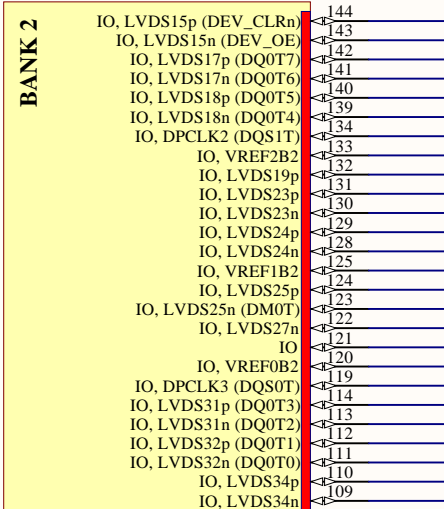 BANK 2
IO, LVDS15p (DEV_CLRn) 144
IO, LVDS15n (DEV_OE) 143
IO, LVDS17p (DQ0T7) 142
IO, LVDS17n (DQ0T6) 141
IO, LVDS18p (DQ0T5) 140
IO, LVDS18n (DQ0T4) 139
IO, DPCLK2 (DQS1T) 134
IO, VREF2B2 133
IO, LVDS19p 132
IO, LVDS23p 131
IO, LVDS23n 130
IO, LVDS24p 129
IO, LVDS24n 128
IO, VREF1B2 125
IO, LVDS25p 124
IO, LVDS25n (DM0T) 123
IO, LVDS27n 122
IO 121
IO, VREF0B2 120
IO, DPCLK3 (DQS0T) 119
IO, LVDS31p (DQ0T3) 114
IO, LVDS31n (DQ0T2) 113
IO, LVDS32p (DQ0T1) 112
IO, LVDS32n (DQ0T0) 111
IO, LVDS34p 110
IO, LVDS34n 109